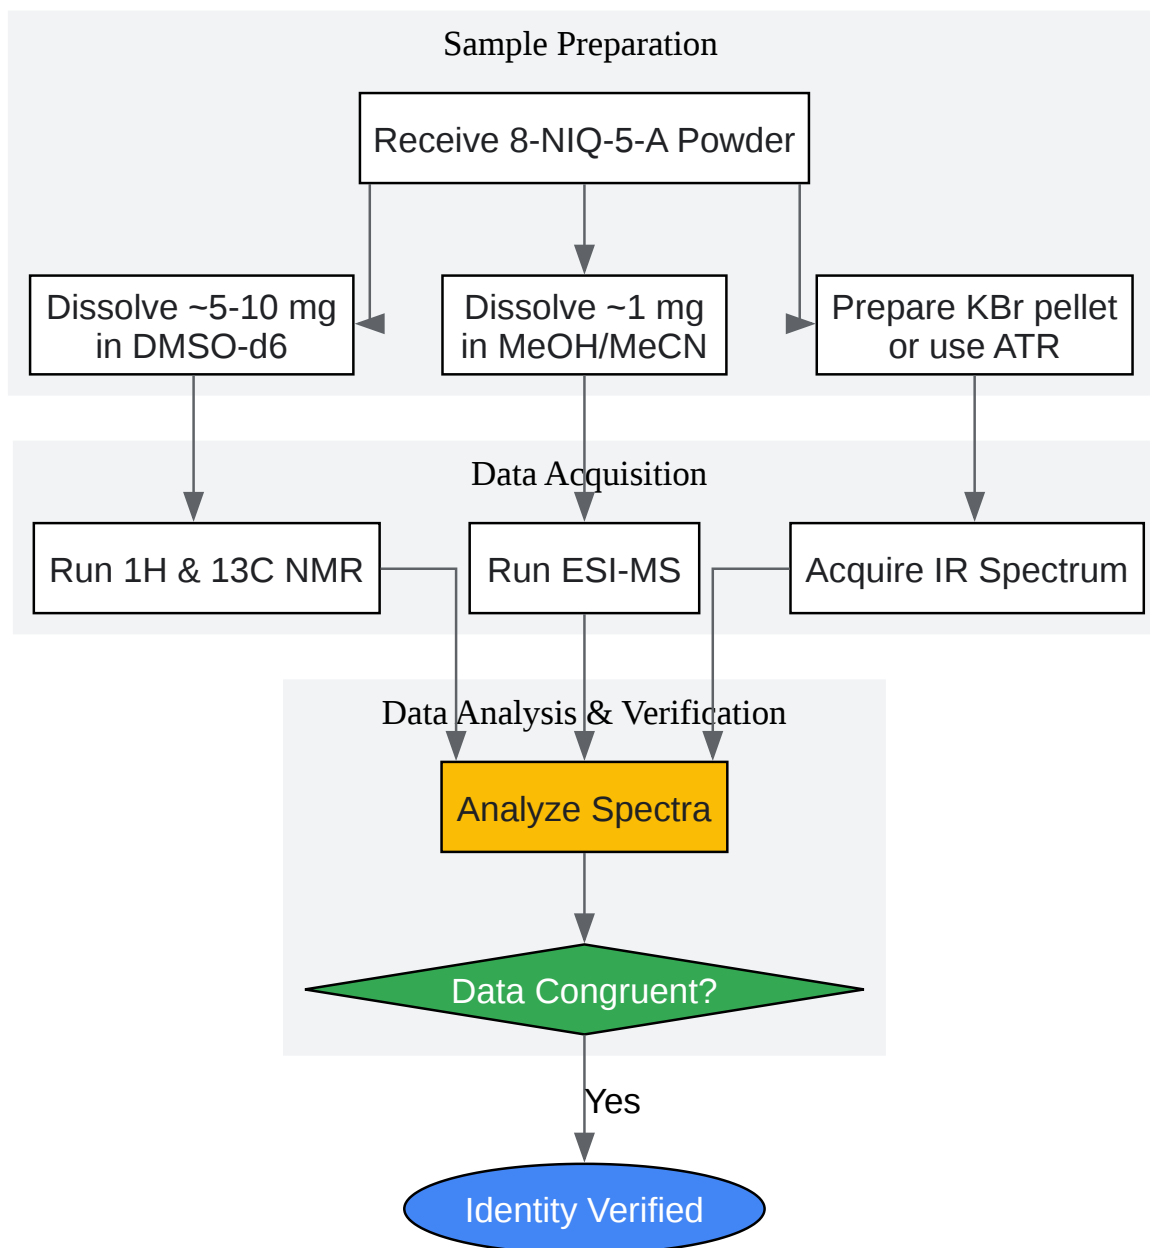 Sample Preparation
Receive 8-NIQ-5-A Powder
Dissolve ~5-10 mg
in DMSO-d6
Dissolve ~1 mg
in MeOH/MeCN
Prepare KBr pellet
or use ATR
Data Acquisition
Run 1H & 13C NMR
Run ESI-MS
Acquire IR Spectrum
Data Analysis & Verification
Analyze Spectra
Data Congruent?
Yes
Identity Verified